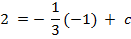 2 = − 1/3 (−1) + c